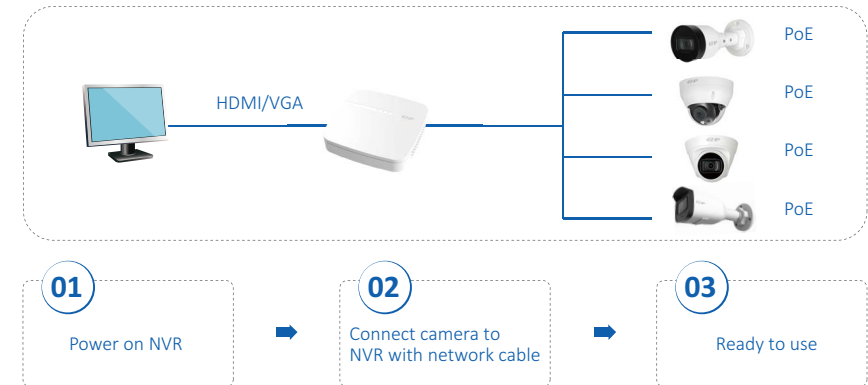 PoE
HDMI/VGA
PoE
PoE
PoE
01
02
03
Power on NVR
Connect camera to
NVR with network cable
Ready to use